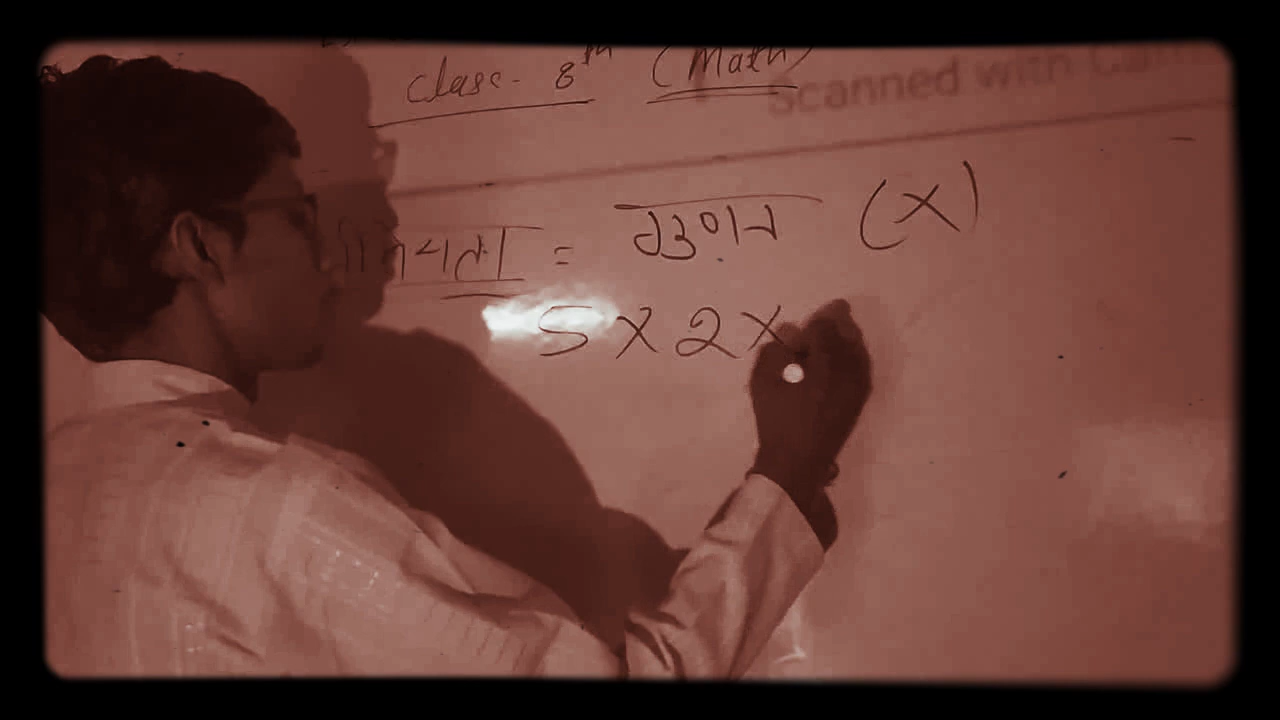 class - 8th (Math)
Scanned with
= गुणन (X)
5 X 2 X